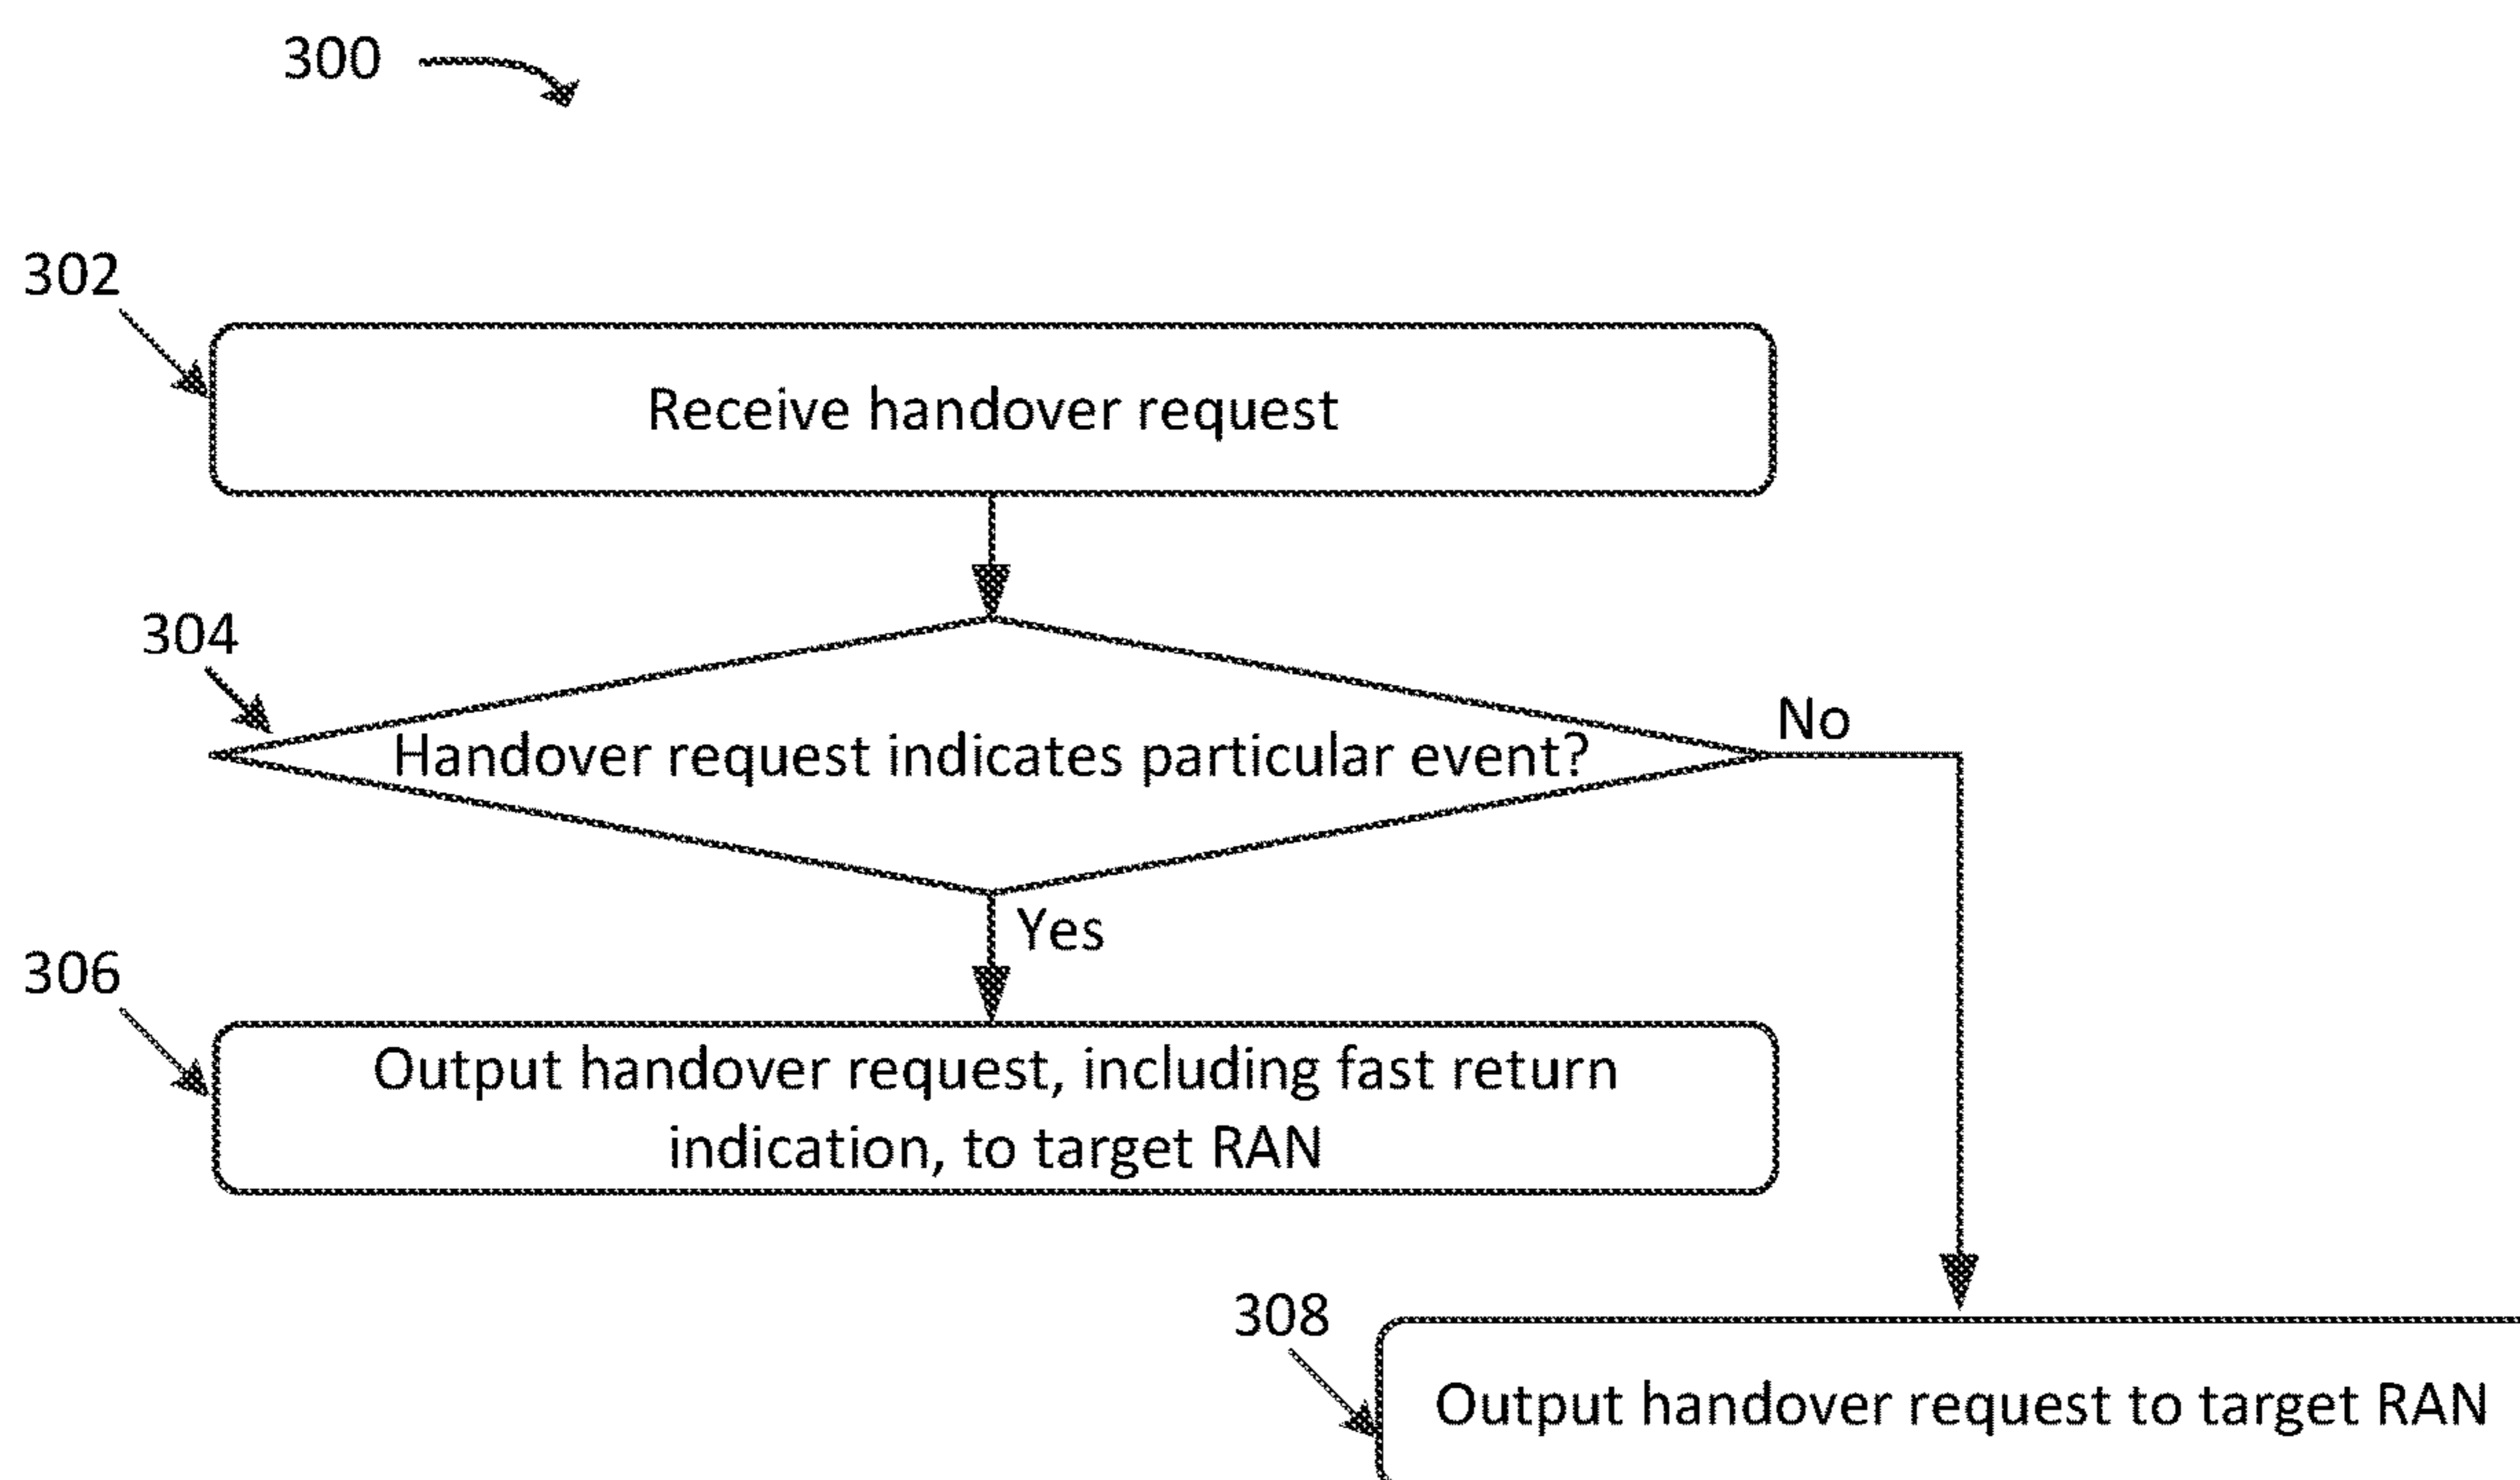 300
302
Receive handover request
304
No
Handover request indicates particular event?
Yes
306
Output handover request, including fast return
indication, to target RAN
308
Output handover request to target RAN